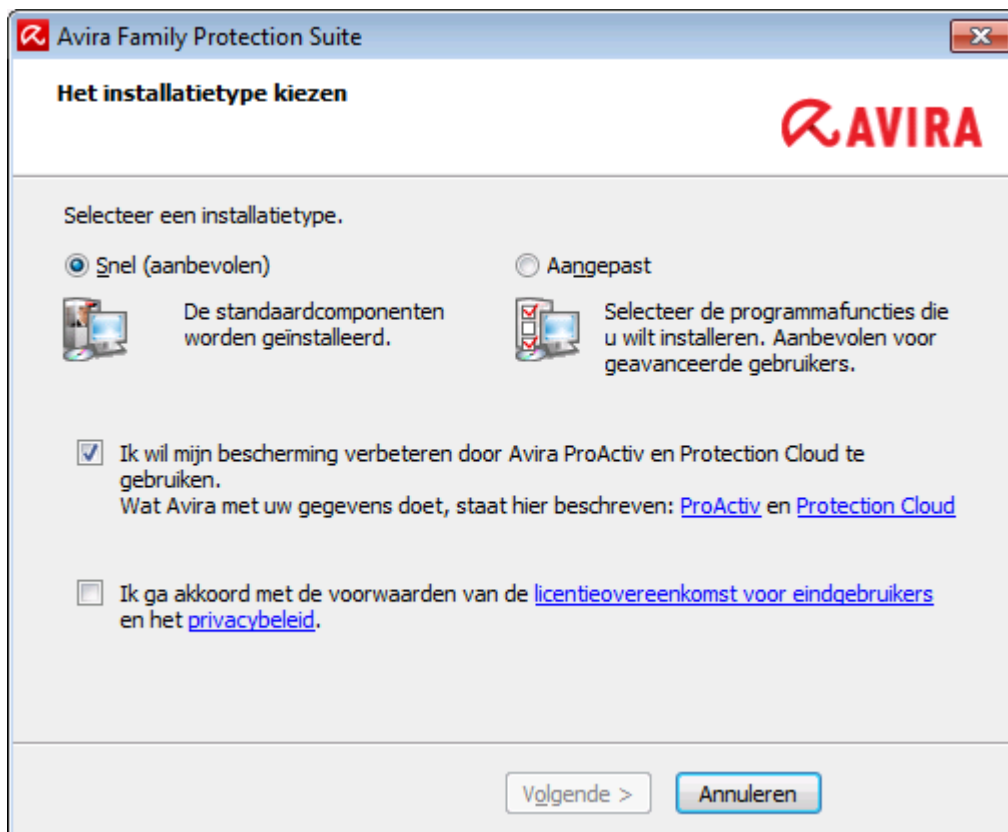 Avira Family Protection Suite
Het installatietype kiezen
AVIRA
Selecteer een installatietype.
Snel (aanbevolen)
De standaardcomponenten
worden geïnstalleerd.
Aangepast
Selecteer de programmafuncties die
u wilt installeren. Aanbevolen voor
geavanceerde gebruikers.
Ik wil mijn bescherming verbeteren door Avira ProActiv en Protection Cloud te
gebruiken.
Wat Avira met uw gegevens doet, staat hier beschreven: ProActiv en Protection Cloud
Ik ga akkoord met de voorwaarden van de licentieovereenkomst voor eindgebruikers
en het privacybeleid.
Volgende >
Annuleren